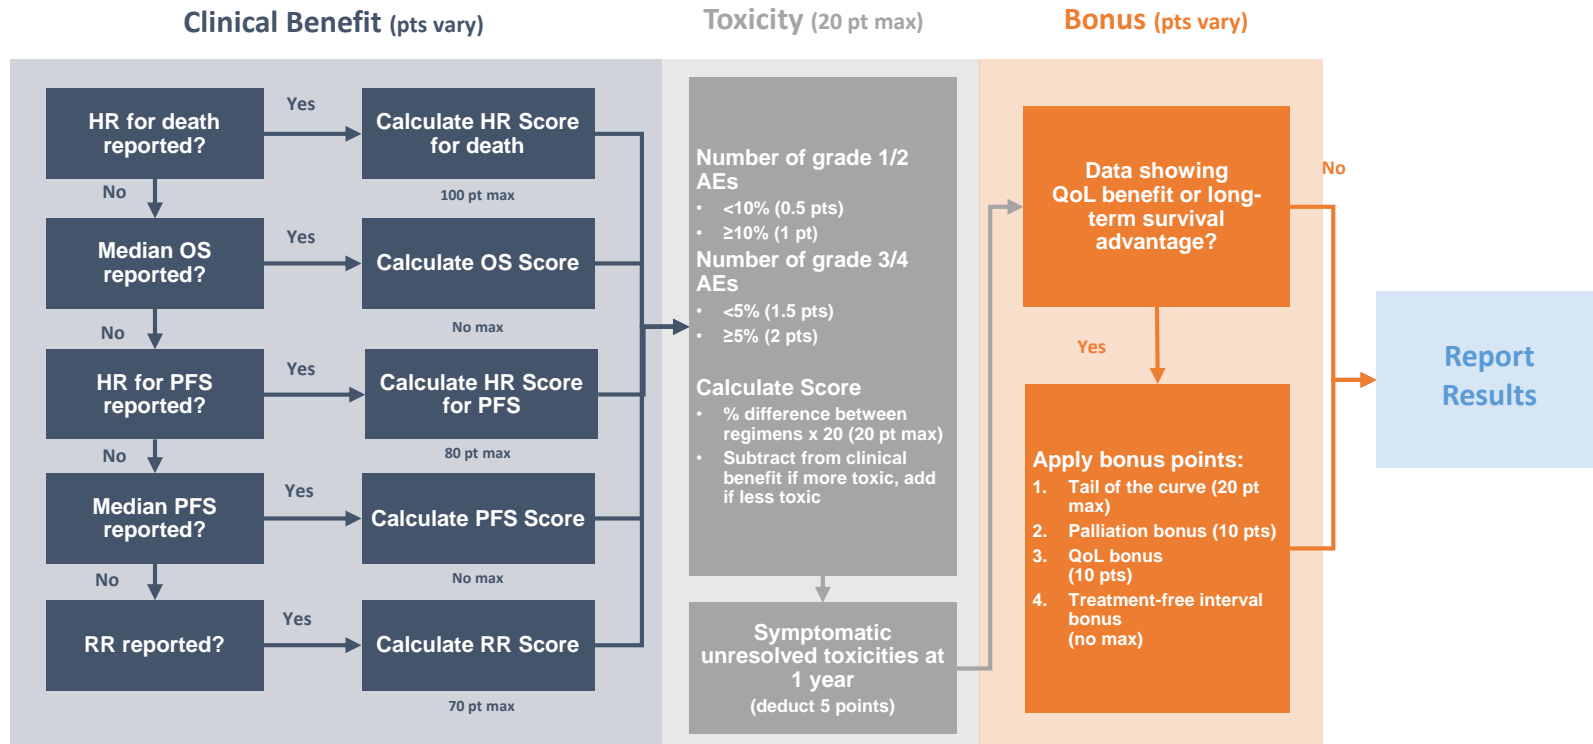 Clinical Benefit (pts vary)
Toxicity (20 pt max)
Bonus (pts vary)
HR for death
reported?
Yes
Calculate HR Score
for death
100 pt max
No
Median OS
reported?
Yes
Calculate OS Score
No max
No
HR for PFS
reported?
Yes
Calculate HR Score
for PFS
80 pt max
No
Median PFS
reported?
Yes
Calculate PFS Score
No max
No
RR reported?
Yes
Calculate RR Score
70 pt max
Number of grade 1/2
AEs
• <10% (0.5 pts)
• ≥10% (1 pt)
Number of grade 3/4
AEs
• <5% (1.5 pts)
• ≥5% (2 pts)
Calculate Score
• % difference between
regimens x 20 (20 pt max)
• Subtract from clinical
benefit if more toxic, add
if less toxic
Symptomatic
unresolved toxicities at
1 year
(deduct 5 points)
Data showing
QoL benefit or long-
term survival
advantage?
No
Yes
Apply bonus points:
1. Tail of the curve (20 pt
max)
2. Palliation bonus (10 pts)
3. QoL bonus
(10 pts)
4. Treatment-free interval
bonus
(no max)
Report
Results